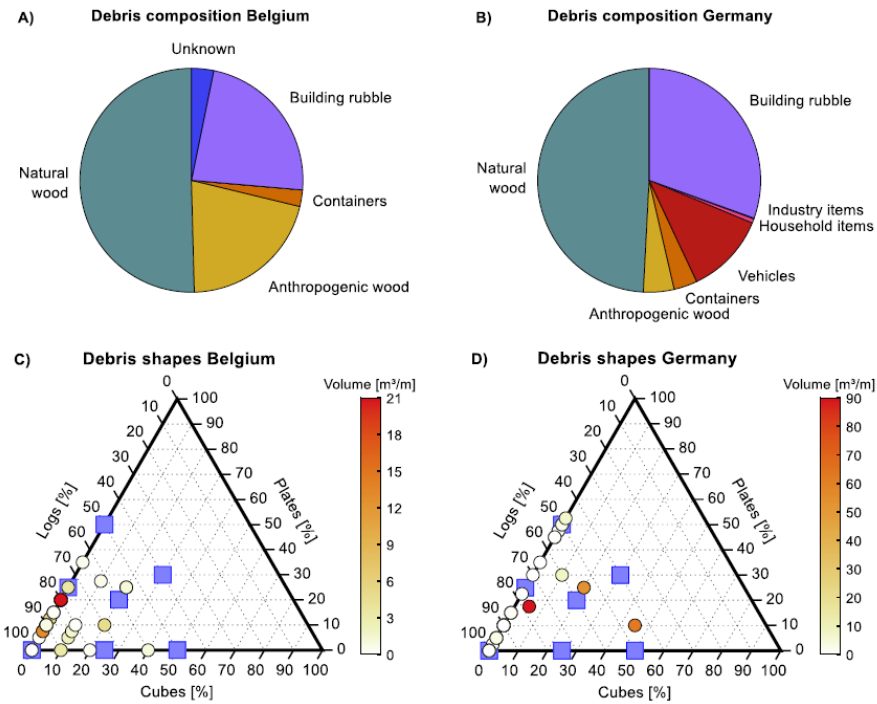 A) Debris composition Belgium
Unknown
Building rubble
Natural
wood
Containers
Anthropogenic wood
B) Debris composition Germany
Building rubble
Natural
wood
Industry items
Household items
Vehicles
Containers
Anthropogenic wood
C) Debris shapes Belgium
Logs [%]
0
10
20
30
40
50
60
70
80
90
100
Plates [%]
100
90
80
70
60
50
40
30
20
10
0
0 10 20 30 40 50 60 70 80 90 100
Cubes [%]
Volume [m³/m]
21
18
15
12
9
6
3
0
D) Debris shapes Germany
Logs [%]
0
10
20
30
40
50
60
70
80
90
100
Plates [%]
100
90
80
70
60
50
40
30
20
10
0
0 10 20 30 40 50 60 70 80 90 100
Cubes [%]
Volume [m³/m]
90
80
70
60
50
40
30
20
10
0